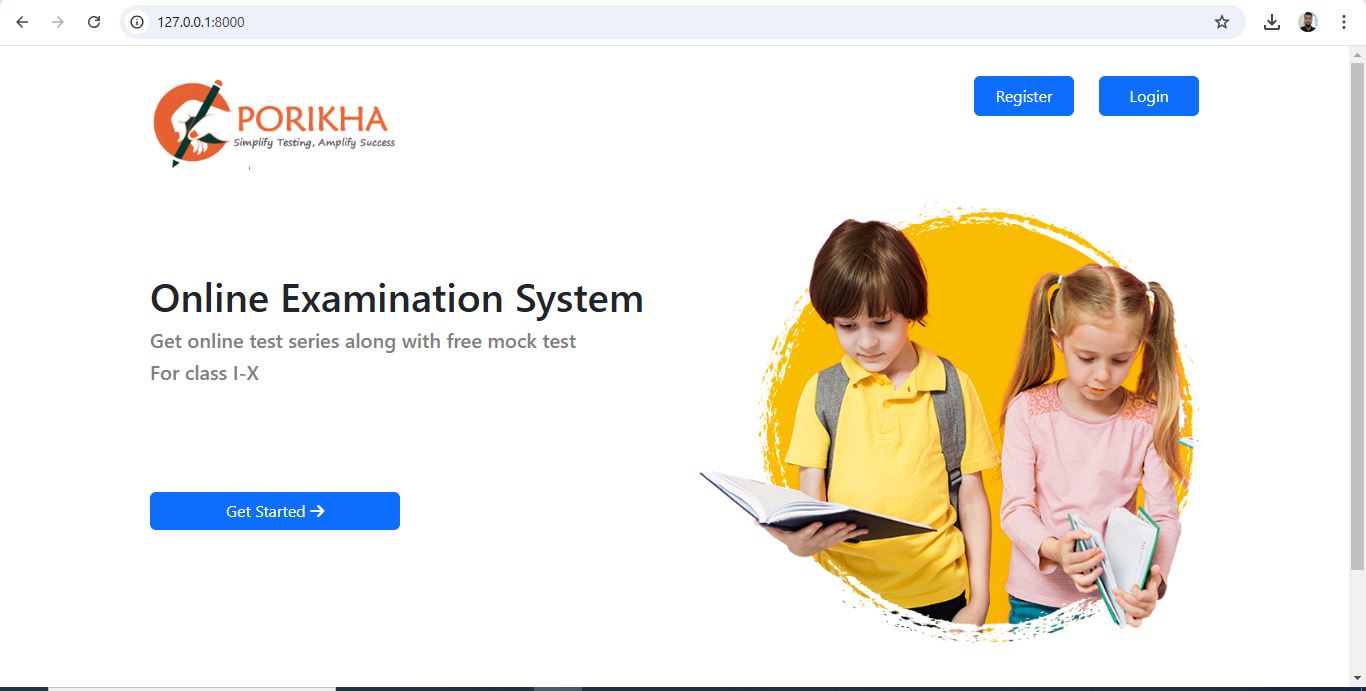 127.0.0.1:8000
PORIKHA
Simplify Testing, Amplify Success
Register
Login
Online Examination System
Get online test series along with free mock test
For class I-X
Get Started